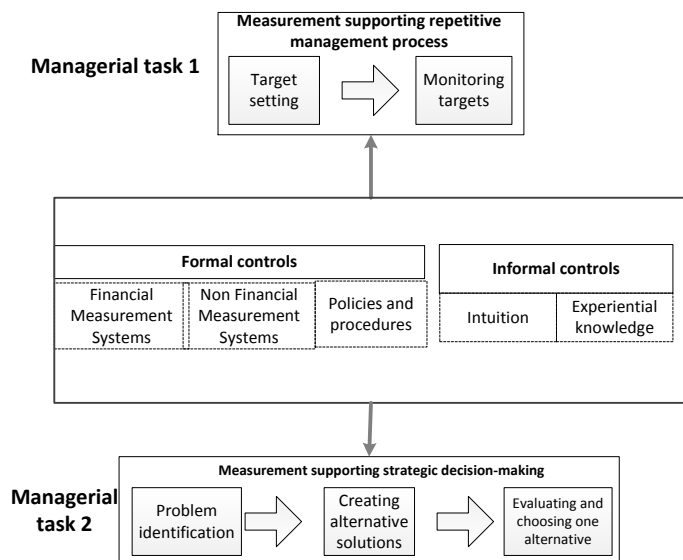 Measurement supporting repetitive
management process
Managerial task 1
Target
setting
Monitoring
targets
Formal controls
Financial
Measurement
Systems
Non Financial
Measurement
Systems
Policies and
procedures
Informal controls
Intuition
Experiential
knowledge
Measurement supporting strategic decision-making
Managerial
task 2
Problem
identification
Creating
alternative
solutions
Evaluating and
choosing one
alternative